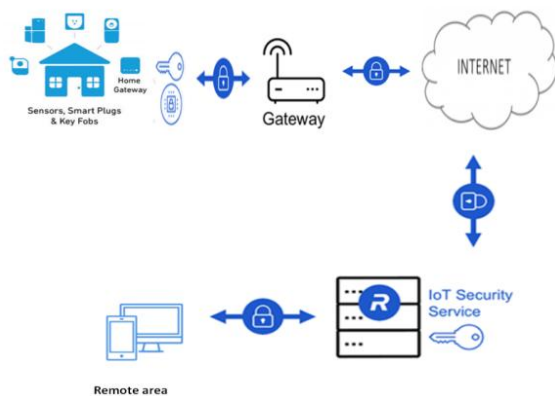 Home
Gateway
Sensors, Smart Plugs
& Key Fobs
Gateway
INTERNET
R
IoT Security
Service
Remote area